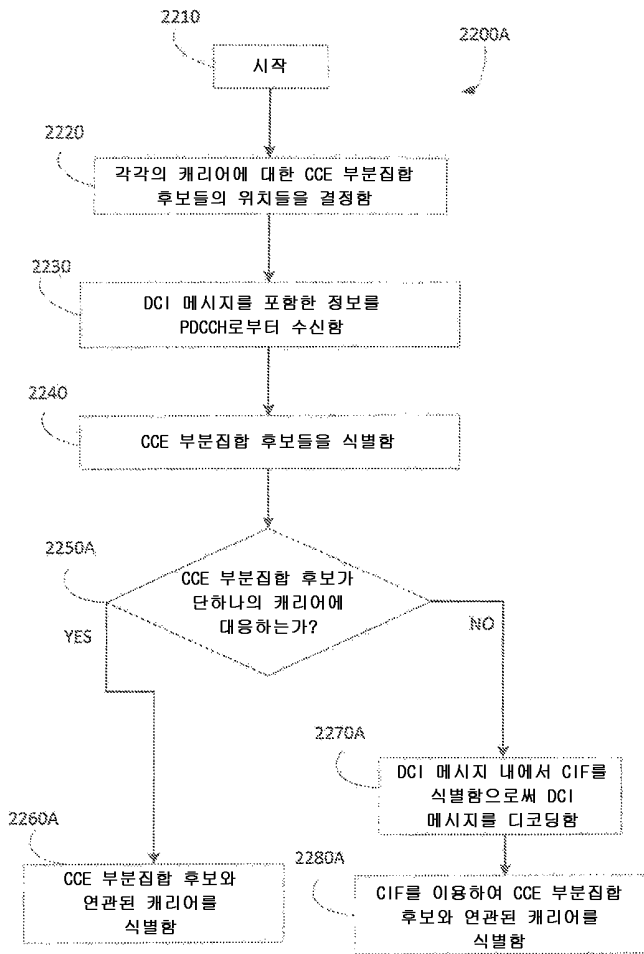 2210
2200A
시작
2220
각각의 캐리어에 대한 CCE 부분집합
후보들의 위치들을 결정함
2230
DCI 메시지를 포함한 정보를
PDCCH로부터 수신함
2240
CCE 부분집합 후보들을 식별함
2250A
CCE 부분집합 후보가
단하나의 캐리어에
대응하는가?
YES
NO
2270A
DCI 메시지 내에서 CIF를
식별함으로써 DCI
메시지를 디코딩함
2260A
CCE 부분집합 후보와
연관된 캐리어를
식별함
2280A
CIF를 이용하여 CCE 부분집합
후보와 연관된 캐리어를
식별함